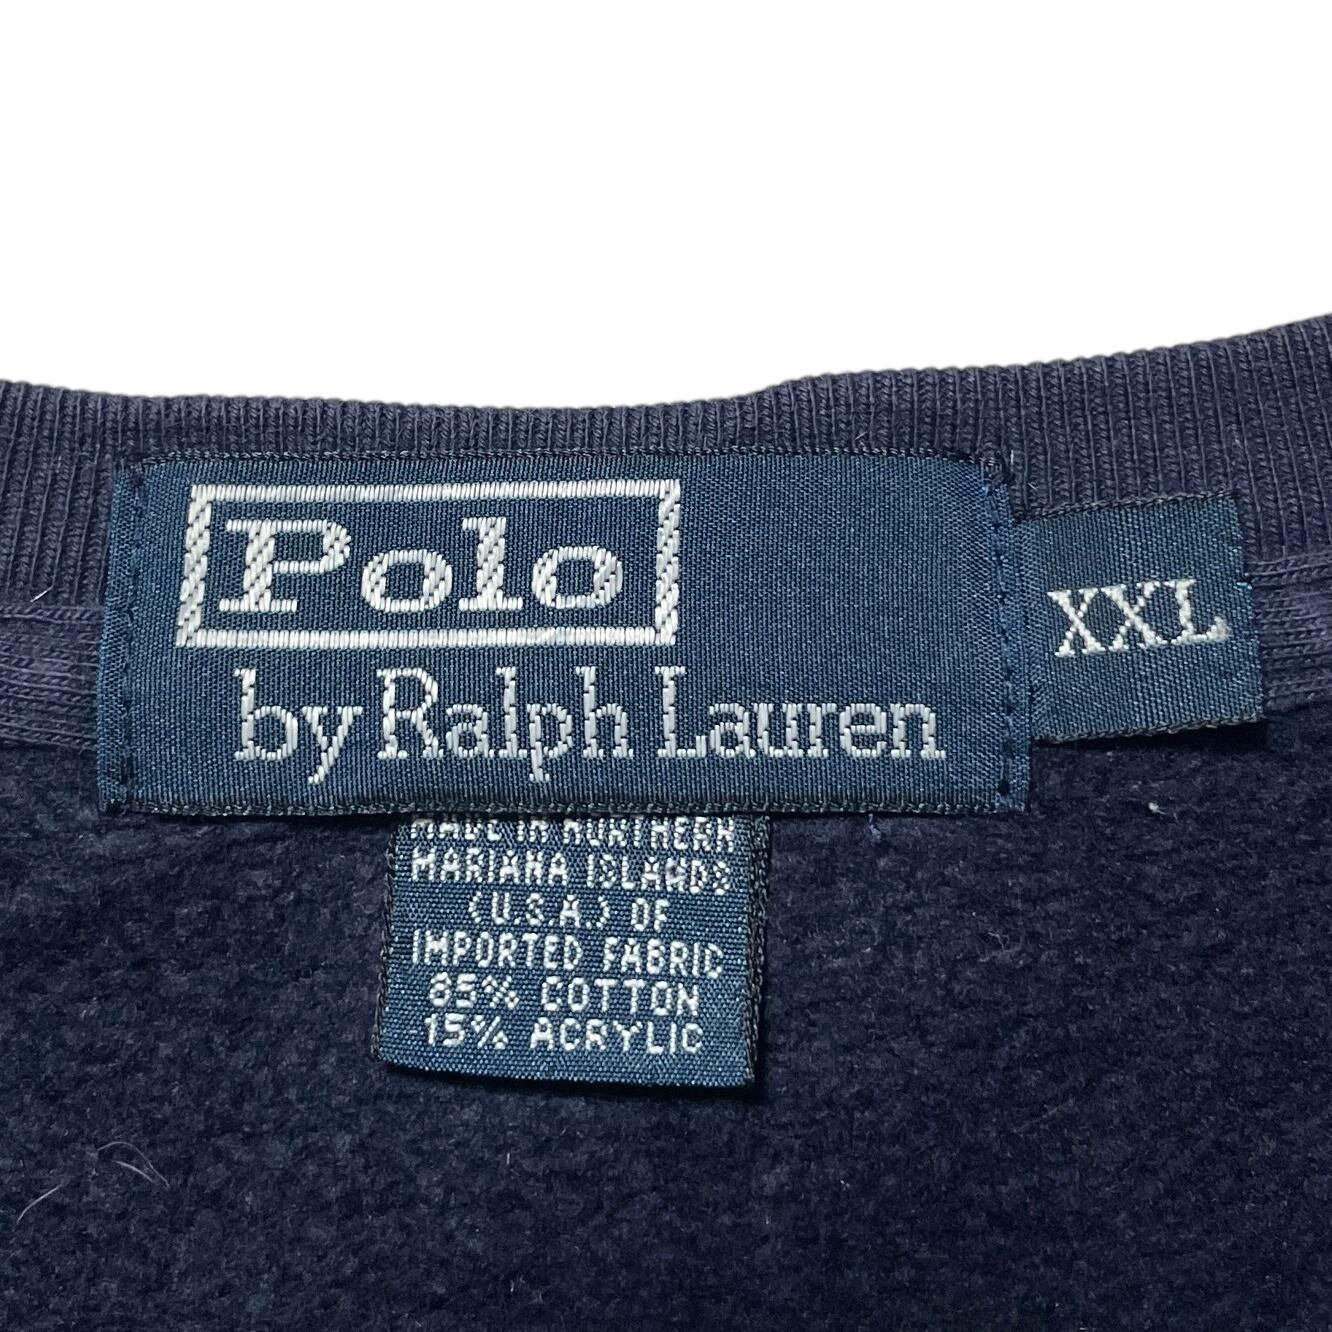 Polo
by Ralph Lauren
XXL
MADE IN NORTHERN
MARIANA ISLANDS
(U.S.A.) OF
IMPORTED FABRIC
85% COTTON
15% ACRYLIC